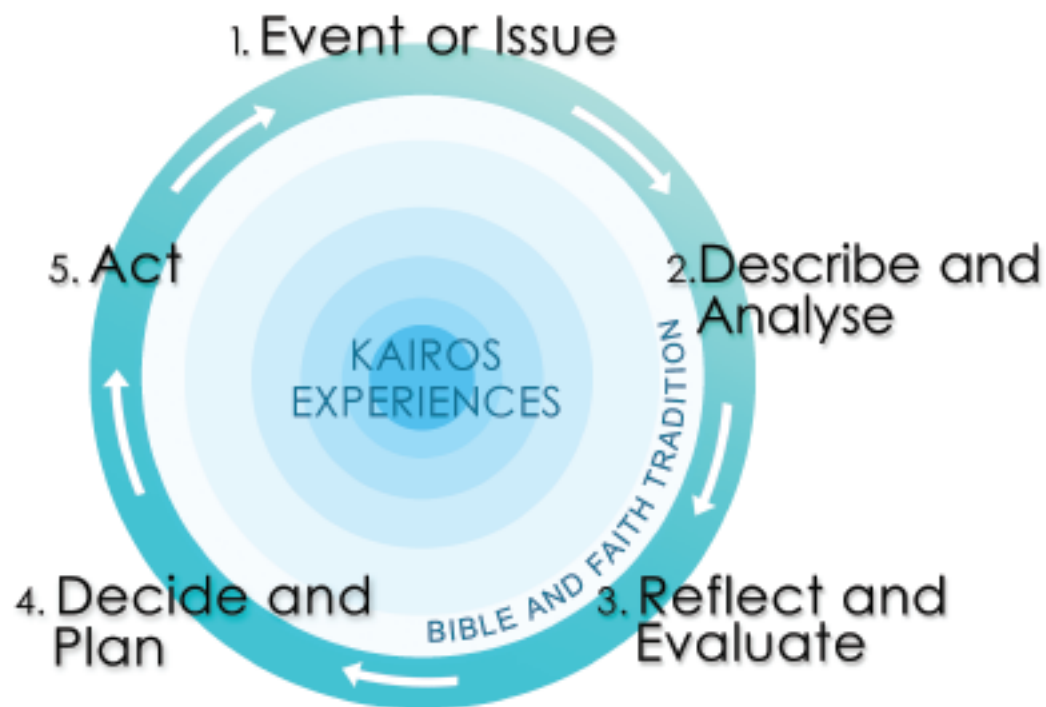 1. Event or Issue
2. Describe and
Analyse
3. Reflect and
Evaluate
4. Decide and
Plan
5. Act
KAIROS
EXPERIENCES
BIBLE AND FAITH TRADITION